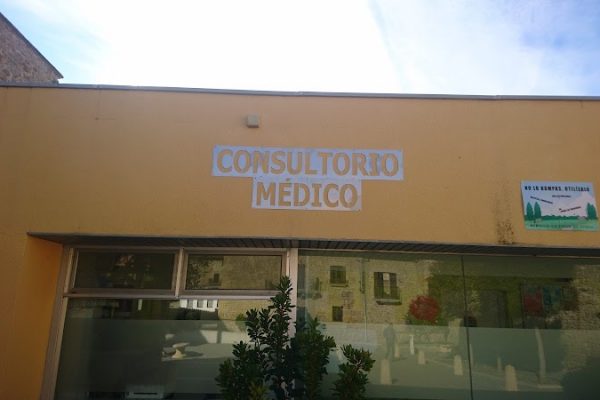 CONSULTORIO
MÉDICO
NO LO ROMPAS, UTILÍZALO